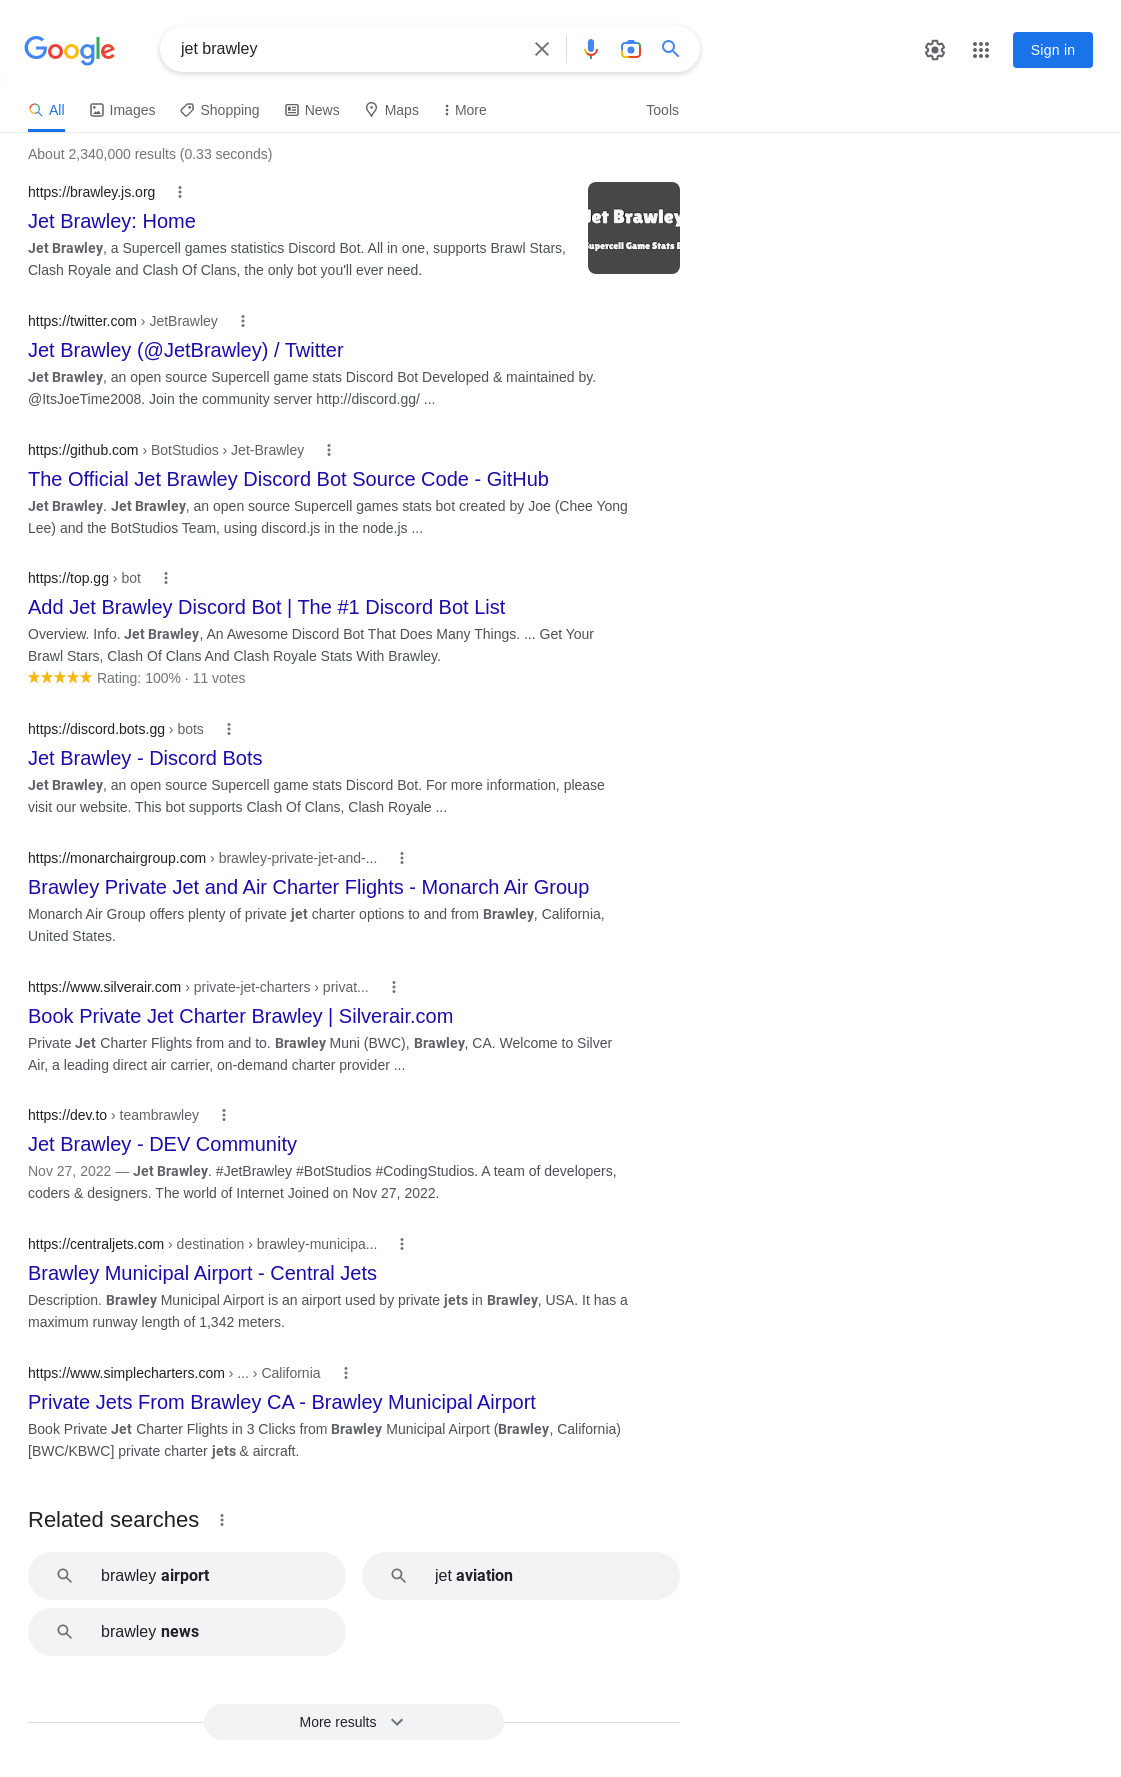 Google
jet brawley
Sign in
All Images Shopping News Maps More Tools
About 2,340,000 results (0.33 seconds)
https://brawley.js.org
Jet Brawley: Home
Jet Brawley, a Supercell games statistics Discord Bot. All in one, supports Brawl Stars,
Clash Royale and Clash Of Clans, the only bot you'll ever need.
Jet Brawley
Supercell Game Stats B
https://twitter.com › JetBrawley
Jet Brawley (@JetBrawley) / Twitter
Jet Brawley, an open source Supercell game stats Discord Bot Developed & maintained by.
@ItsJoeTime2008. Join the community server http://discord.gg/ ...
https://github.com › BotStudios › Jet-Brawley
The Official Jet Brawley Discord Bot Source Code - GitHub
Jet Brawley. Jet Brawley, an open source Supercell games stats bot created by Joe (Chee Yong
Lee) and the BotStudios Team, using discord.js in the node.js ...
https://top.gg › bot
Add Jet Brawley Discord Bot | The #1 Discord Bot List
Overview. Info. Jet Brawley, An Awesome Discord Bot That Does Many Things. ... Get Your
Brawl Stars, Clash Of Clans And Clash Royale Stats With Brawley.
Rating: 100% · 11 votes
https://discord.bots.gg › bots
Jet Brawley - Discord Bots
Jet Brawley, an open source Supercell game stats Discord Bot. For more information, please
visit our website. This bot supports Clash Of Clans, Clash Royale ...
https://monarchairgroup.com › brawley-private-jet-and-...
Brawley Private Jet and Air Charter Flights - Monarch Air Group
Monarch Air Group offers plenty of private jet charter options to and from Brawley, California,
United States.
https://www.silverair.com › private-jet-charters › privat...
Book Private Jet Charter Brawley | Silverair.com
Private Jet Charter Flights from and to. Brawley Muni (BWC), Brawley, CA. Welcome to Silver
Air, a leading direct air carrier, on-demand charter provider ...
https://dev.to › teambrawley
Jet Brawley - DEV Community
Nov 27, 2022 — Jet Brawley. #JetBrawley #BotStudios #CodingStudios. A team of developers,
coders & designers. The world of Internet Joined on Nov 27, 2022.
https://centraljets.com › destination › brawley-municipa...
Brawley Municipal Airport - Central Jets
Description. Brawley Municipal Airport is an airport used by private jets in Brawley, USA. It has a
maximum runway length of 1,342 meters.
https://www.simplecharters.com › ... › California
Private Jets From Brawley CA - Brawley Municipal Airport
Book Private Jet Charter Flights in 3 Clicks from Brawley Municipal Airport (Brawley, California)
[BWC/KBWC] private charter jets & aircraft.
Related searches
brawley airport
jet aviation
brawley news
More results